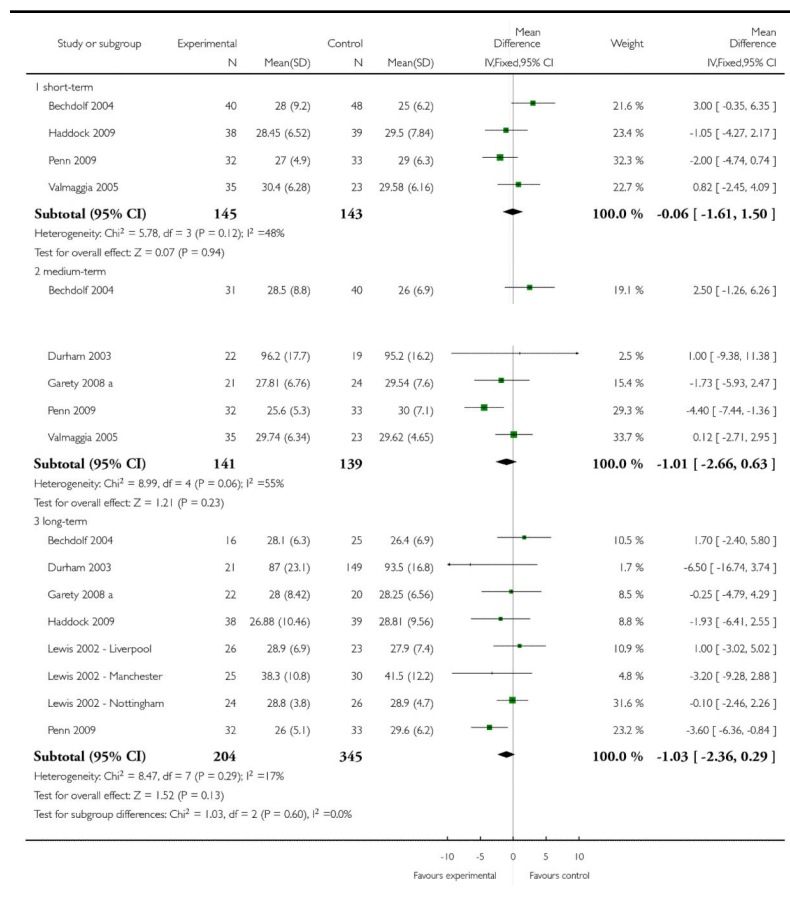 Mean Mean
Study or subgroup Experimental Control Difference Weight Difference
N Mean(SD) N Mean(SD) IV,Fixed,95% CI IV,Fixed,95% CI
1 short-term
Bechdolf 2004 40 28 (9.2) 48 25 (6.2) 21.6 % 3.00 [ -0.35, 6.35 ]
Haddock 2009 38 28.45 (6.52) 39 29.5 (7.84) 23.4 % -1.05 [ -4.27, 2.17 ]
Penn 2009 32 27 (4.9) 33 29 (6.3) 32.3 % -2.00 [ -4.74, 0.74 ]
Valmaggia 2005 35 30.4 (6.28) 23 29.58 (6.16) 22.7 % 0.82 [ -2.45, 4.09 ]
Subtotal (95% CI) 145 143 100.0 % -0.06 [ -1.61, 1.50 ]
Heterogeneity: Chi² = 5.78, df = 3 (P = 0.12); I² =48%
Test for overall effect: Z = 0.07 (P = 0.94)
2 medium-term
Bechdolf 2004 31 28.5 (8.8) 40 26 (6.9) 19.1 % 2.50 [ -1.26, 6.26 ]
Durham 2003 22 96.2 (17.7) 19 95.2 (16.2) 2.5 % 1.00 [ -9.38, 11.38 ]
Garety 2008 a 21 27.81 (6.76) 24 29.54 (7.6) 15.4 % -1.73 [ -5.93, 2.47 ]
Penn 2009 32 25.6 (5.3) 33 30 (7.1) 29.3 % -4.40 [ -7.44, -1.36 ]
Valmaggia 2005 35 29.74 (6.34) 23 29.62 (4.65) 33.7 % 0.12 [ -2.71, 2.95 ]
Subtotal (95% CI) 141 139 100.0 % -1.01 [ -2.66, 0.63 ]
Heterogeneity: Chi² = 8.99, df = 4 (P = 0.06); I² =55%
Test for overall effect: Z = 1.21 (P = 0.23)
3 long-term
Bechdolf 2004 16 28.1 (6.3) 25 26.4 (6.9) 10.5 % 1.70 [ -2.40, 5.80 ]
Durham 2003 21 87 (23.1) 149 93.5 (16.8) 1.7 % -6.50 [ -16.74, 3.74 ]
Garety 2008 a 22 28 (8.42) 20 28.25 (6.56) 8.5 % -0.25 [ -4.79, 4.29 ]
Haddock 2009 38 26.88 (10.46) 39 28.81 (9.56) 8.8 % -1.93 [ -6.41, 2.55 ]
Lewis 2002 - Liverpool 26 28.9 (6.9) 23 27.9 (7.4) 10.9 % 1.00 [ -3.02, 5.02 ]
Lewis 2002 - Manchester 25 38.3 (10.8) 30 41.5 (12.2) 4.8 % -3.20 [ -9.28, 2.88 ]
Lewis 2002 - Nottingham 24 28.8 (3.8) 26 28.9 (4.7) 31.6 % -0.10 [ -2.46, 2.26 ]
Penn 2009 32 26 (5.1) 33 29.6 (6.2) 23.2 % -3.60 [ -6.36, -0.84 ]
Subtotal (95% CI) 204 345 100.0 % -1.03 [ -2.36, 0.29 ]
Heterogeneity: Chi² = 8.47, df = 7 (P = 0.29); I² =17%
Test for overall effect: Z = 1.52 (P = 0.13)
Test for subgroup differences: Chi² = 1.03, df = 2 (P = 0.60), I² =0.0%
-10 -5 0 5 10
Favours experimental Favours control